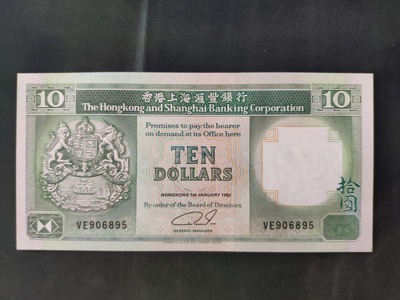 10 香港上海滙豐銀行 10
The Hongkong and Shanghai Banking Corporation
Promises to pay the bearer
on demand at its Office here
TEN
DOLLARS
拾圓
HONGKONG 1st JANUARY
By order of the Board of Directors
VE906895 VE906895
GENERAL MANAGER